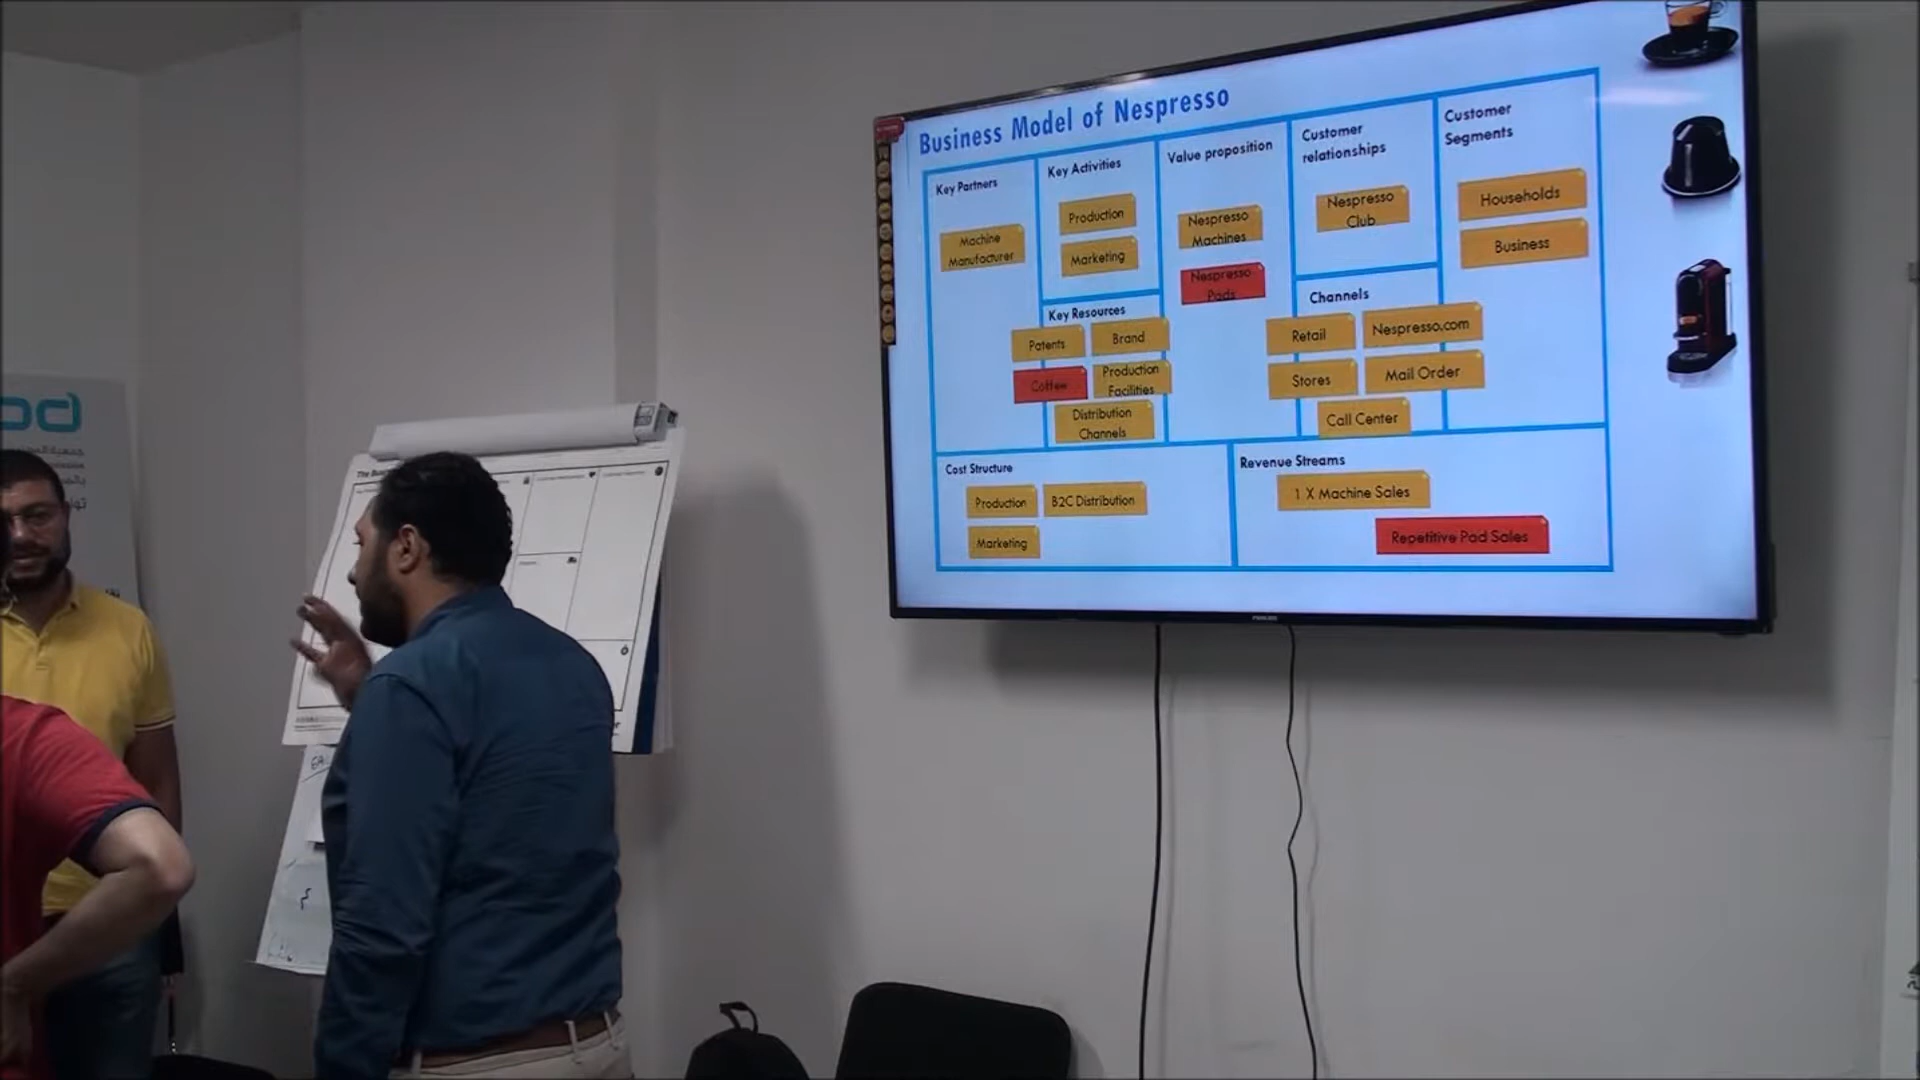 Business Model of Nespresso
Key Partners
Machine
Manufacturer
Key Activities
Production
Marketing
Key Resources
Patents
Brand
Coffee
Production
Facilities
Distribution
Channels
Value proposition
Nespresso
Machines
Nespresso
Pads
Customer
relationships
Nespresso
Club
Channels
Retail
Nespresso.com
Stores
Mail Order
Call Center
Customer
Segments
Households
Business
Cost Structure
Production
B2C Distribution
Marketing
Revenue Streams
1 X Machine Sales
Repetitive Pad Sales